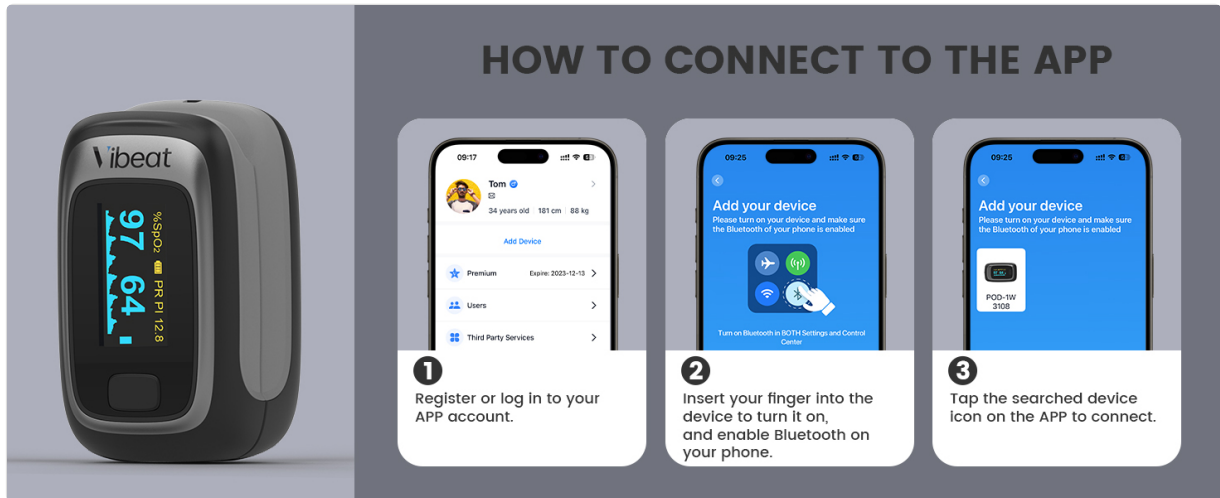 HOW TO CONNECT TO THE APP
Vibeat
%SpO2 PR PI 12.8
97 64
09:17
Tom
34 years old 181 cm 88 kg
Add Device
Premium Expire: 2023-12-13
Users
Third Party Services
1
Register or log in to your
APP account.
09:25
Add your device
Please turn on your device and make sure
the Bluetooth of your phone is enabled
Turn on Bluetooth in BOTH Settings and Control
Center
2
Insert your finger into the
device to turn it on,
and enable Bluetooth on
your phone.
09:25
Add your device
Please turn on your device and make sure
the Bluetooth of your phone is enabled
POD-1W
3108
3
Tap the searched device
icon on the APP to connect.